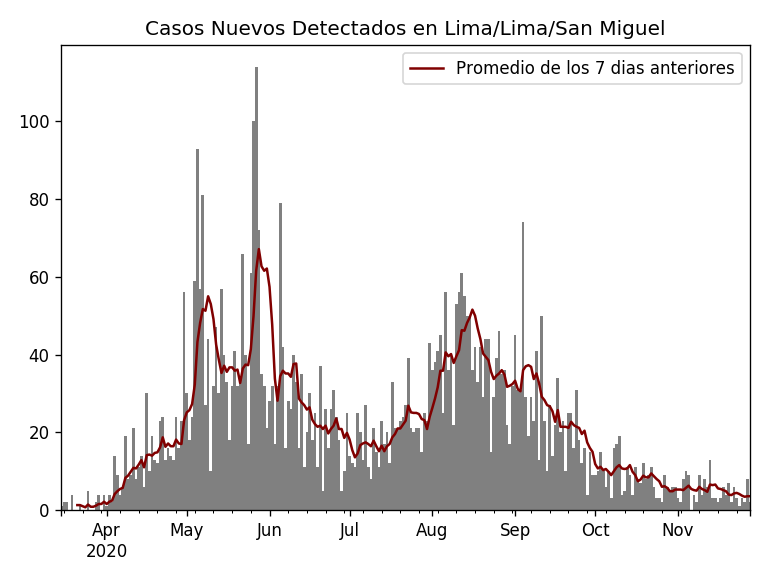 Casos Nuevos Detectados en Lima/Lima/San Miguel
Promedio de los 7 dias anteriores
100
80
60
40
20
0
Apr May Jun Jul Aug Sep Oct Nov
2020